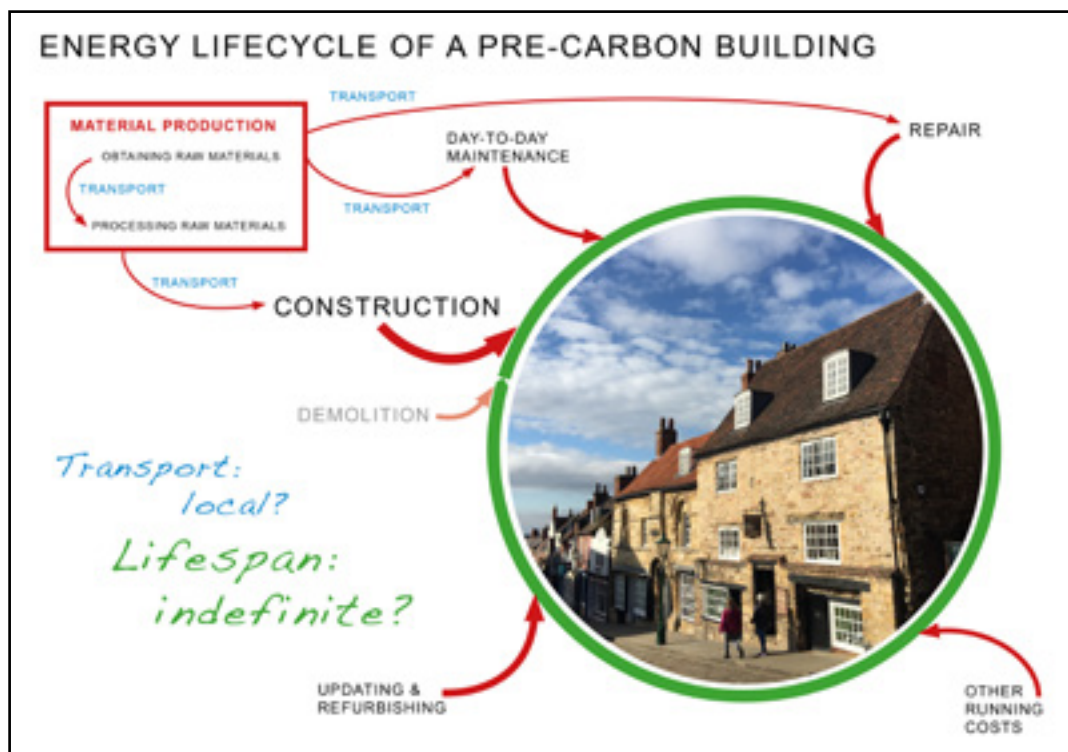 ENERGY LIFECYCLE OF A PRE-CARBON BUILDING
TRANSPORT
MATERIAL PRODUCTION
OBTAINING RAW MATERIALS
TRANSPORT
PROCESSING RAW MATERIALS
DAY-TO-DAY
MAINTENANCE
TRANSPORT
REPAIR
TRANSPORT
CONSTRUCTION
DEMOLITION
Transport:
local?
Lifespan:
indefinite?
UPDATING &
REFURBISHING
OTHER
RUNNING
COSTS